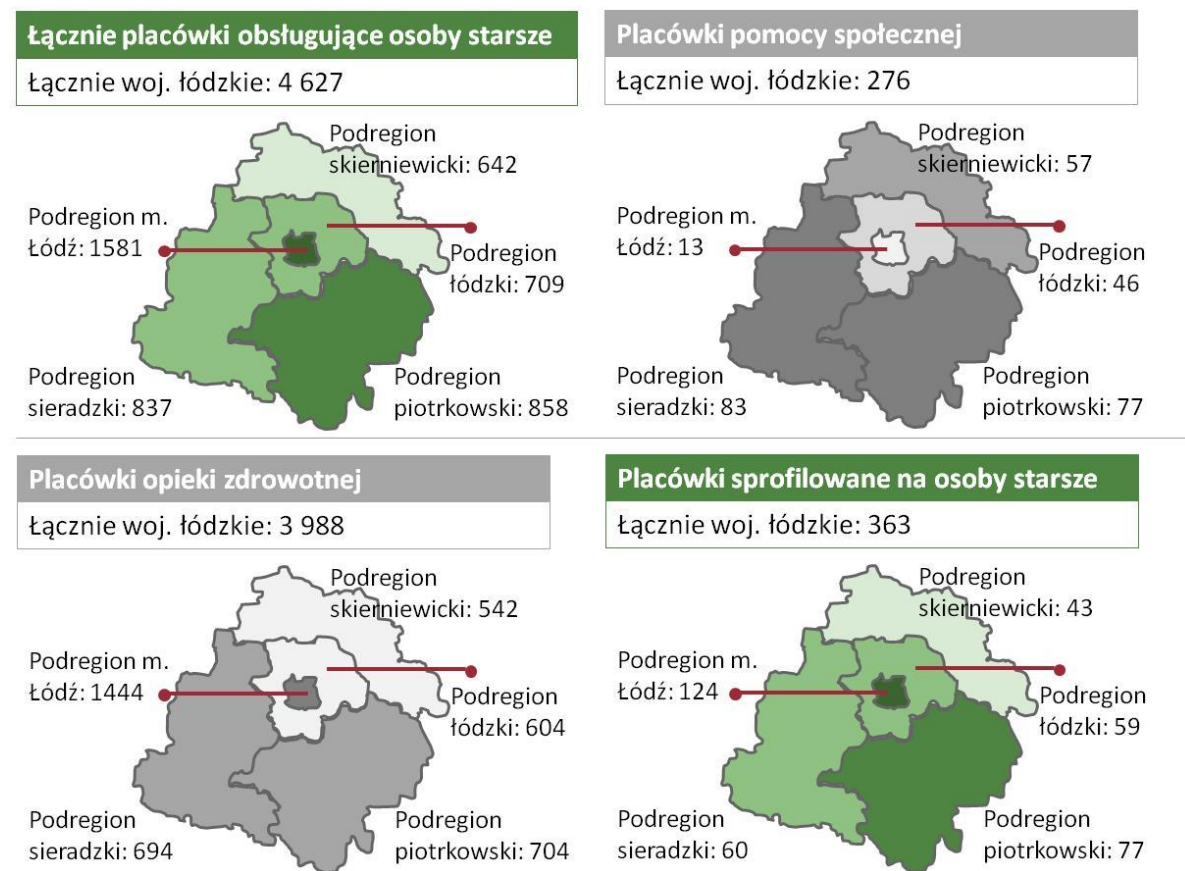 Łącznie placówki obsługujące osoby starsze
Łącznie woj. łódzkie: 4 627
Podregion
skierniewicki: 642
Podregion m.
Łódź: 1581
Podregion
łódzki: 709
Podregion
sieradzki: 837
Podregion
piotrkowski: 858
Placówki pomocy społecznej
Łącznie woj. łódzkie: 276
Podregion
skierniewicki: 57
Podregion m.
Łódź: 13
Podregion
łódzki: 46
Podregion
sieradzki: 83
Podregion
piotrkowski: 77
Placówki opieki zdrowotnej
Łącznie woj. łódzkie: 3 988
Podregion
skierniewicki: 542
Podregion m.
Łódź: 1444
Podregion
łódzki: 604
Podregion
sieradzki: 694
Podregion
piotrkowski: 704
Placówki sprofilowane na osoby starsze
Łącznie woj. łódzkie: 363
Podregion
skierniewicki: 43
Podregion m.
Łódź: 124
Podregion
łódzki: 59
Podregion
sieradzki: 60
Podregion
piotrkowski: 77